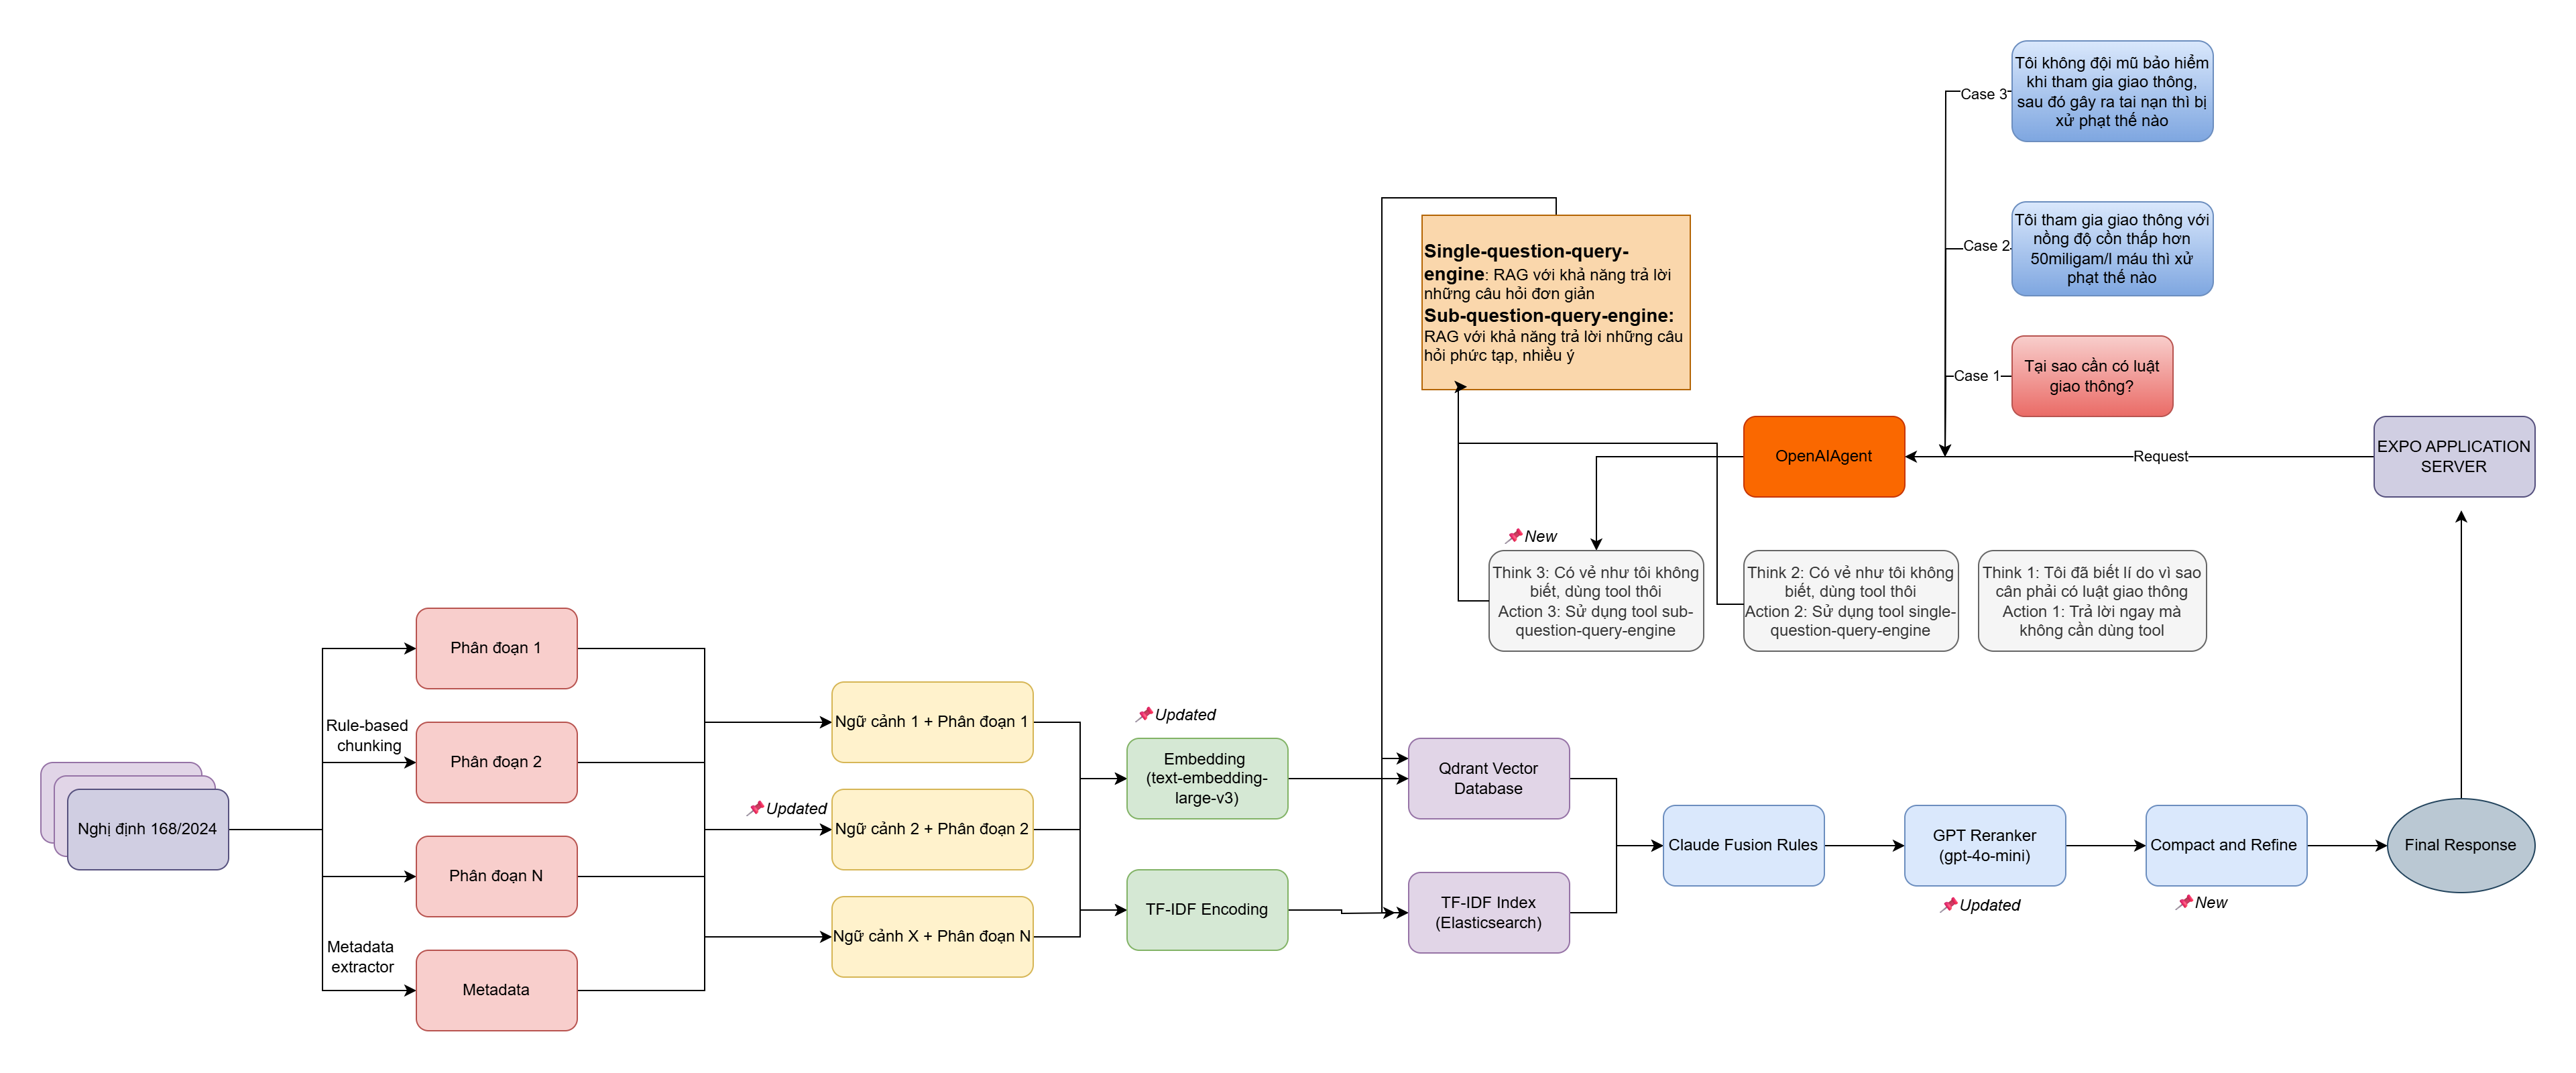 Nghị định 168/2024
Rule-based
chunking
Metadata
extractor
Phân đoạn 1
Phân đoạn 2
Phân đoạn N
Metadata
📌Updated
Ngữ cảnh 1 + Phân đoạn 1
Ngữ cảnh 2 + Phân đoạn 2
Ngữ cảnh X + Phân đoạn N
📌Updated
Embedding
(text-embedding-
large-v3)
TF-IDF Encoding
Qdrant Vector
Database
TF-IDF Index
(Elasticsearch)
Claude Fusion Rules
GPT Reranker
(gpt-4o-mini)
📌Updated
Compact and Refine
📌New
Final Response
EXPO APPLICATION
SERVER
Request
OpenAIAgent
Case 3
Tôi không đội mũ bảo hiểm
khi tham gia giao thông,
sau đó gây ra tai nạn thì bị
xử phạt thế nào
Case 2
Tôi tham gia giao thông với
nồng độ cồn thấp hơn
50miligam/l máu thì xử
phạt thế nào
Case 1
Tại sao cần có luật
giao thông?
Single-question-query-
engine: RAG với khả năng trả lời
những câu hỏi đơn giản
Sub-question-query-engine:
RAG với khả năng trả lời những câu
hỏi phức tạp, nhiều ý
📌New
Think 3: Có vẻ như tôi không
biết, dùng tool thôi
Action 3: Sử dụng tool sub-
question-query-engine
Think 2: Có vẻ như tôi không
biết, dùng tool thôi
Action 2: Sử dụng tool single-
question-query-engine
Think 1: Tôi đã biết lí do vì sao
cân phải có luật giao thông
Action 1: Trả lời ngay mà
không cần dùng tool